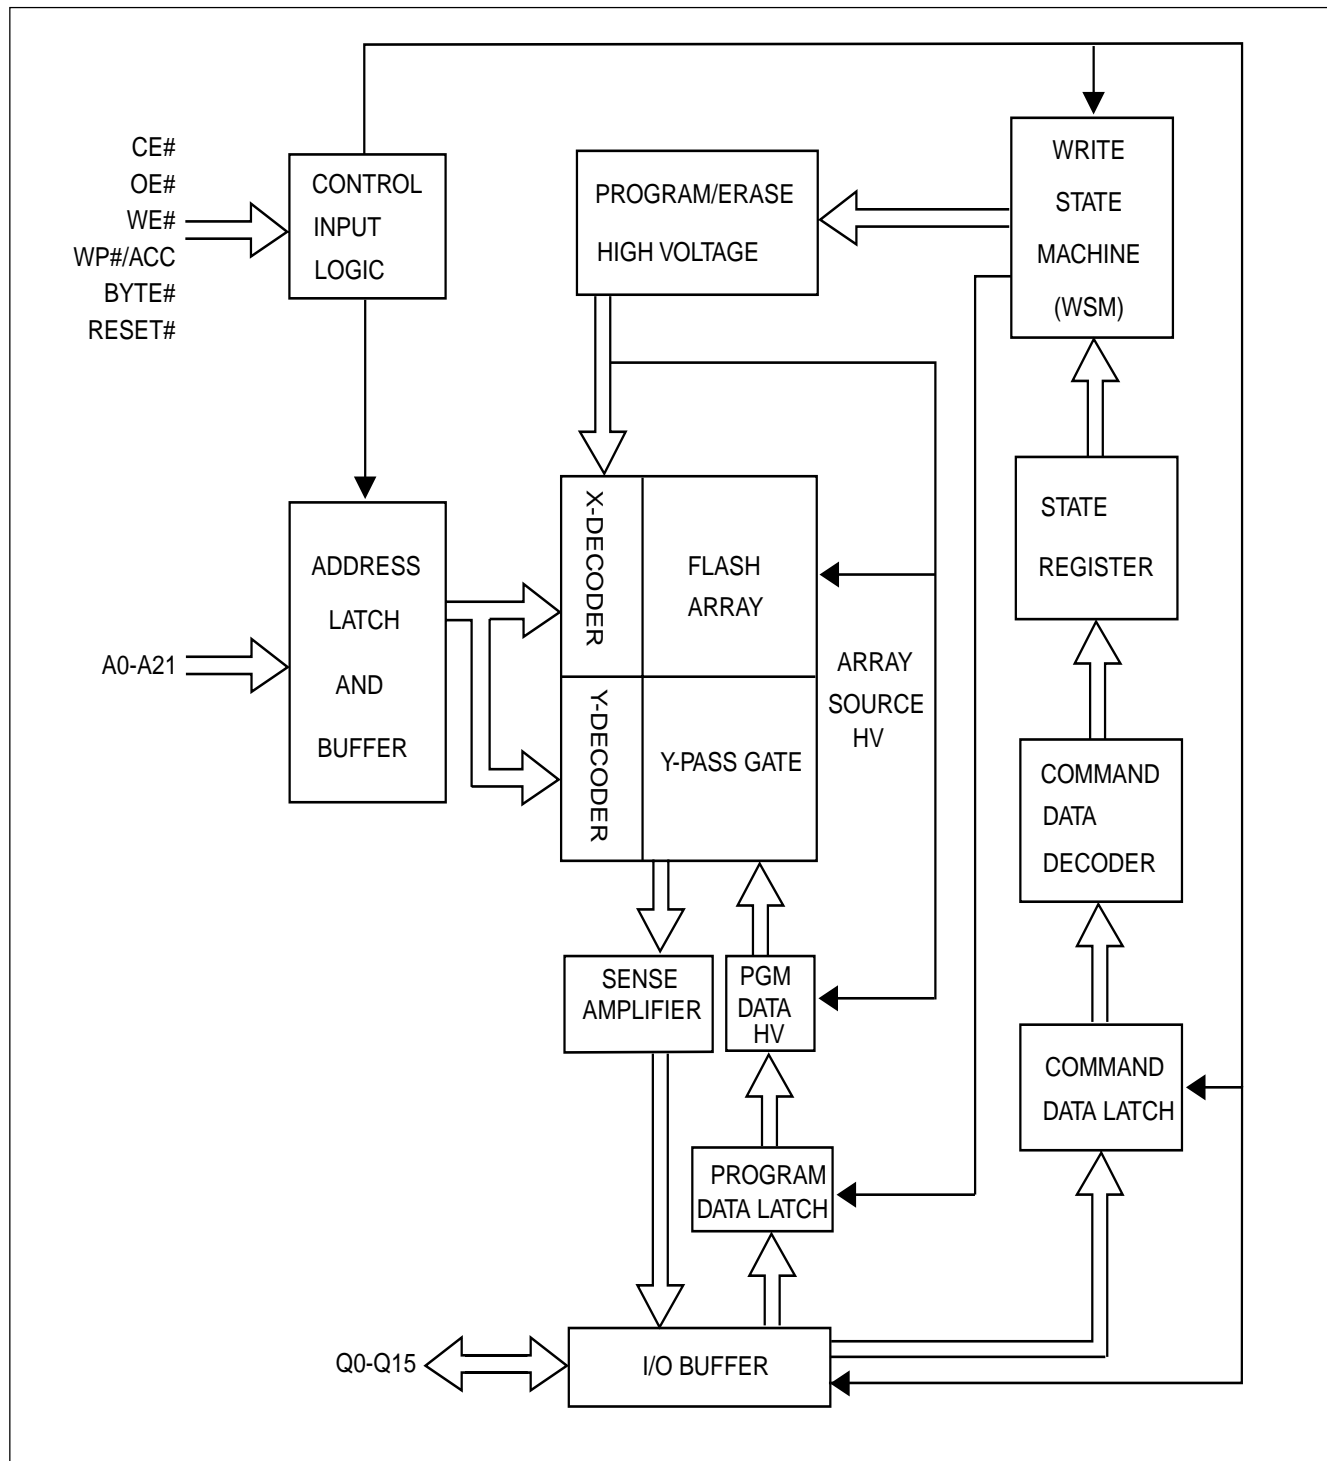 CE#
OE#
WE#
WP#/ACC
BYTE#
RESET#
CONTROL
INPUT
LOGIC
PROGRAM/ERASE
HIGH VOLTAGE
WRITE
STATE
MACHINE
(WSM)
STATE
REGISTER
A0-A21
ADDRESS
LATCH
AND
BUFFER
X-DECODER
FLASH
ARRAY
Y-DECODER
Y-PASS GATE
ARRAY
SOURCE
HV
COMMAND
DATA
DECODER
SENSE
AMPLIFIER
PGM
DATA
HV
COMMAND
DATA LATCH
PROGRAM
DATA LATCH
Q0-Q15
I/O BUFFER